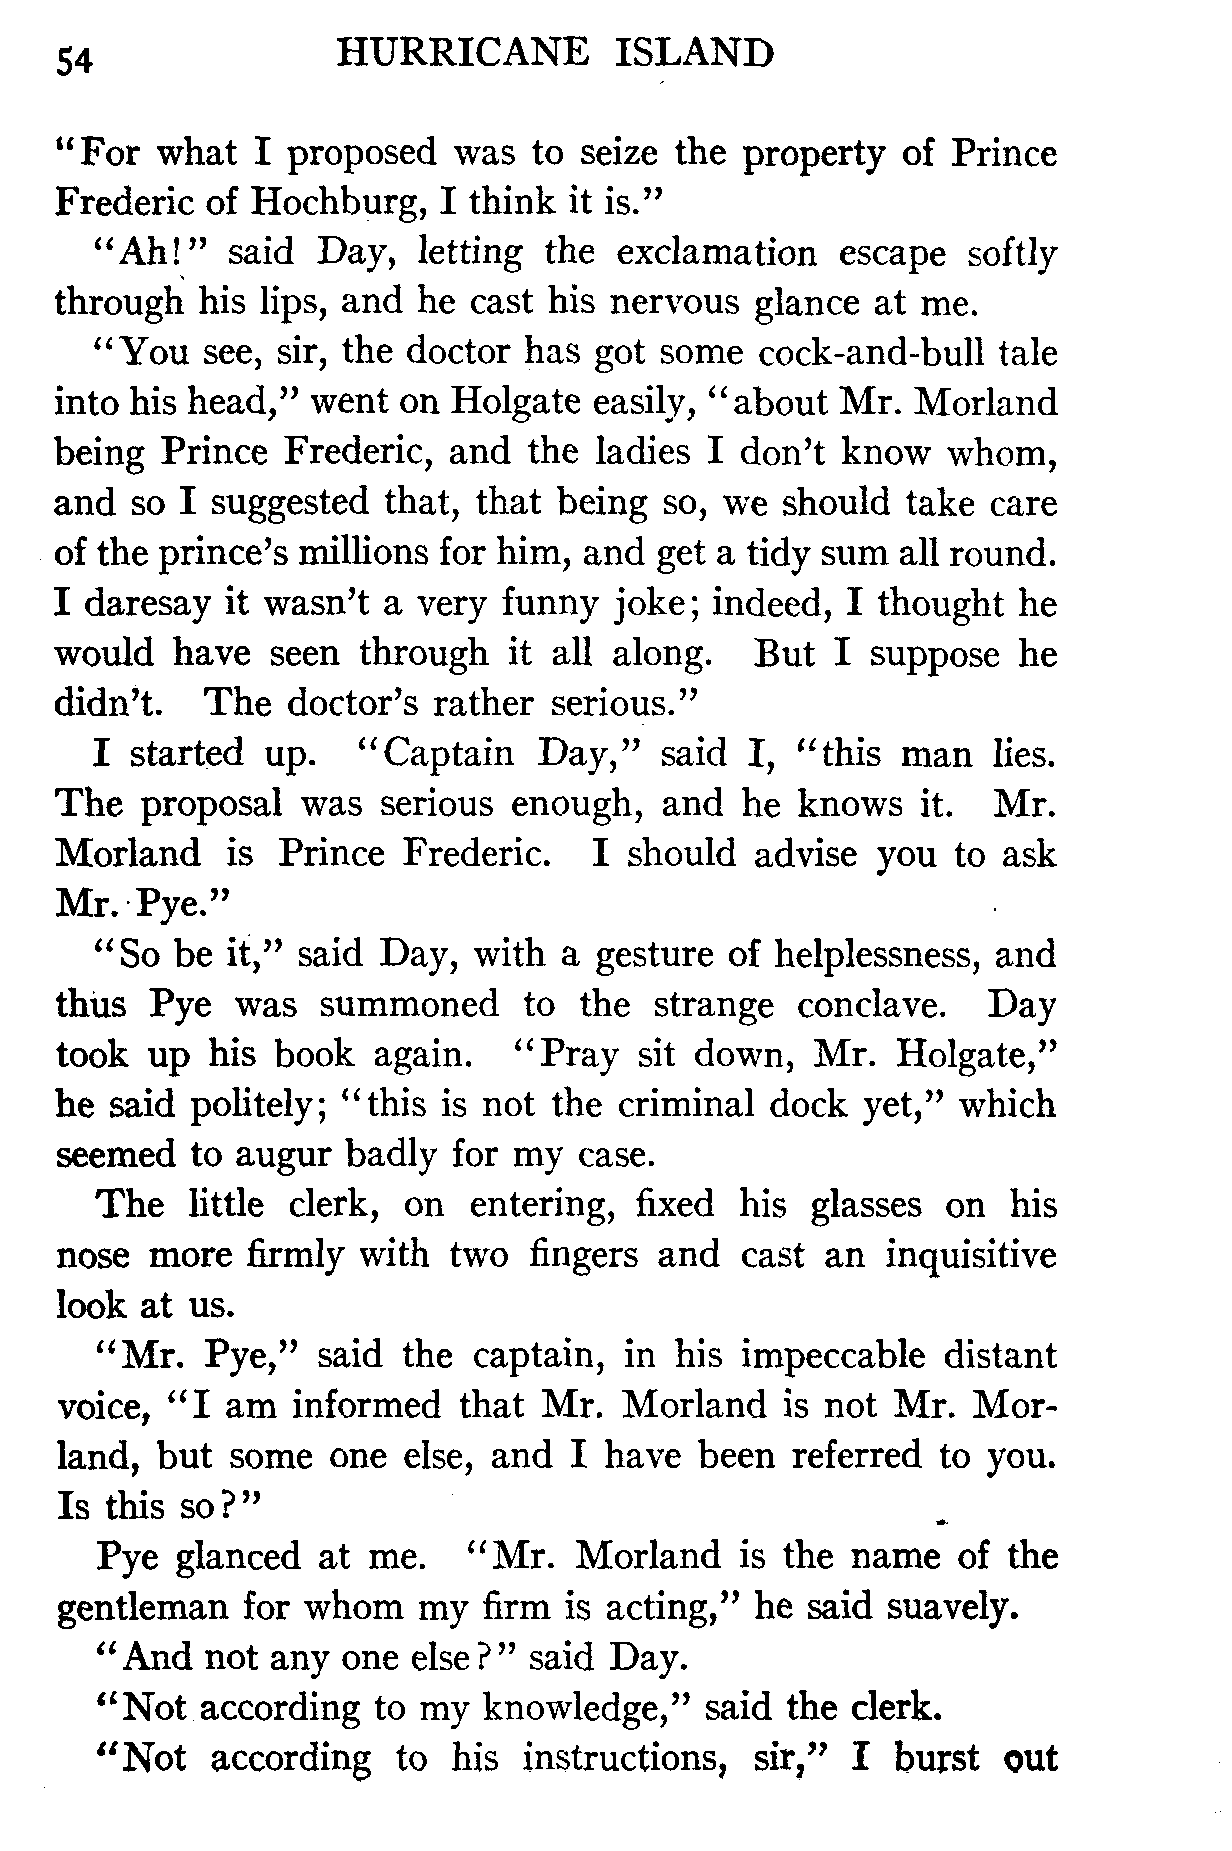 54 HURRICANE ISLAND
“For what I proposed was to seize the property of Prince
Frederic of Hochburg, I think it is.”
“Ah!” said Day, letting the exclamation escape softly
through his lips, and he cast his nervous glance at me.
“You see, sir, the doctor has got some cock-and-bull tale
into his head,” went on Holgate easily, “about Mr. Morland
being Prince Frederic, and the ladies I don’t know whom,
and so I suggested that, that being so, we should take care
of the prince’s millions for him, and get a tidy sum all round.
I daresay it wasn’t a very funny joke; indeed, I thought he
would have seen through it all along. But I suppose he
didn’t. The doctor’s rather serious.”
I started up. “Captain Day,” said I, “this man lies.
The proposal was serious enough, and he knows it. Mr.
Morland is Prince Frederic. I should advise you to ask
Mr. Pye.”
“So be it,” said Day, with a gesture of helplessness, and
thus Pye was summoned to the strange conclave. Day
took up his book again. “Pray sit down, Mr. Holgate,”
he said politely; “this is not the criminal dock yet,” which
seemed to augur badly for my case.
The little clerk, on entering, fixed his glasses on his
nose more firmly with two fingers and cast an inquisitive
look at us.
“Mr. Pye,” said the captain, in his impeccable distant
voice, “I am informed that Mr. Morland is not Mr. Mor-
land, but some one else, and I have been referred to you.
Is this so?”
Pye glanced at me. “Mr. Morland is the name of the
gentleman for whom my firm is acting,” he said suavely.
“And not any one else?” said Day.
“Not according to my knowledge,” said the clerk.
“Not according to his instructions, sir,” I burst out